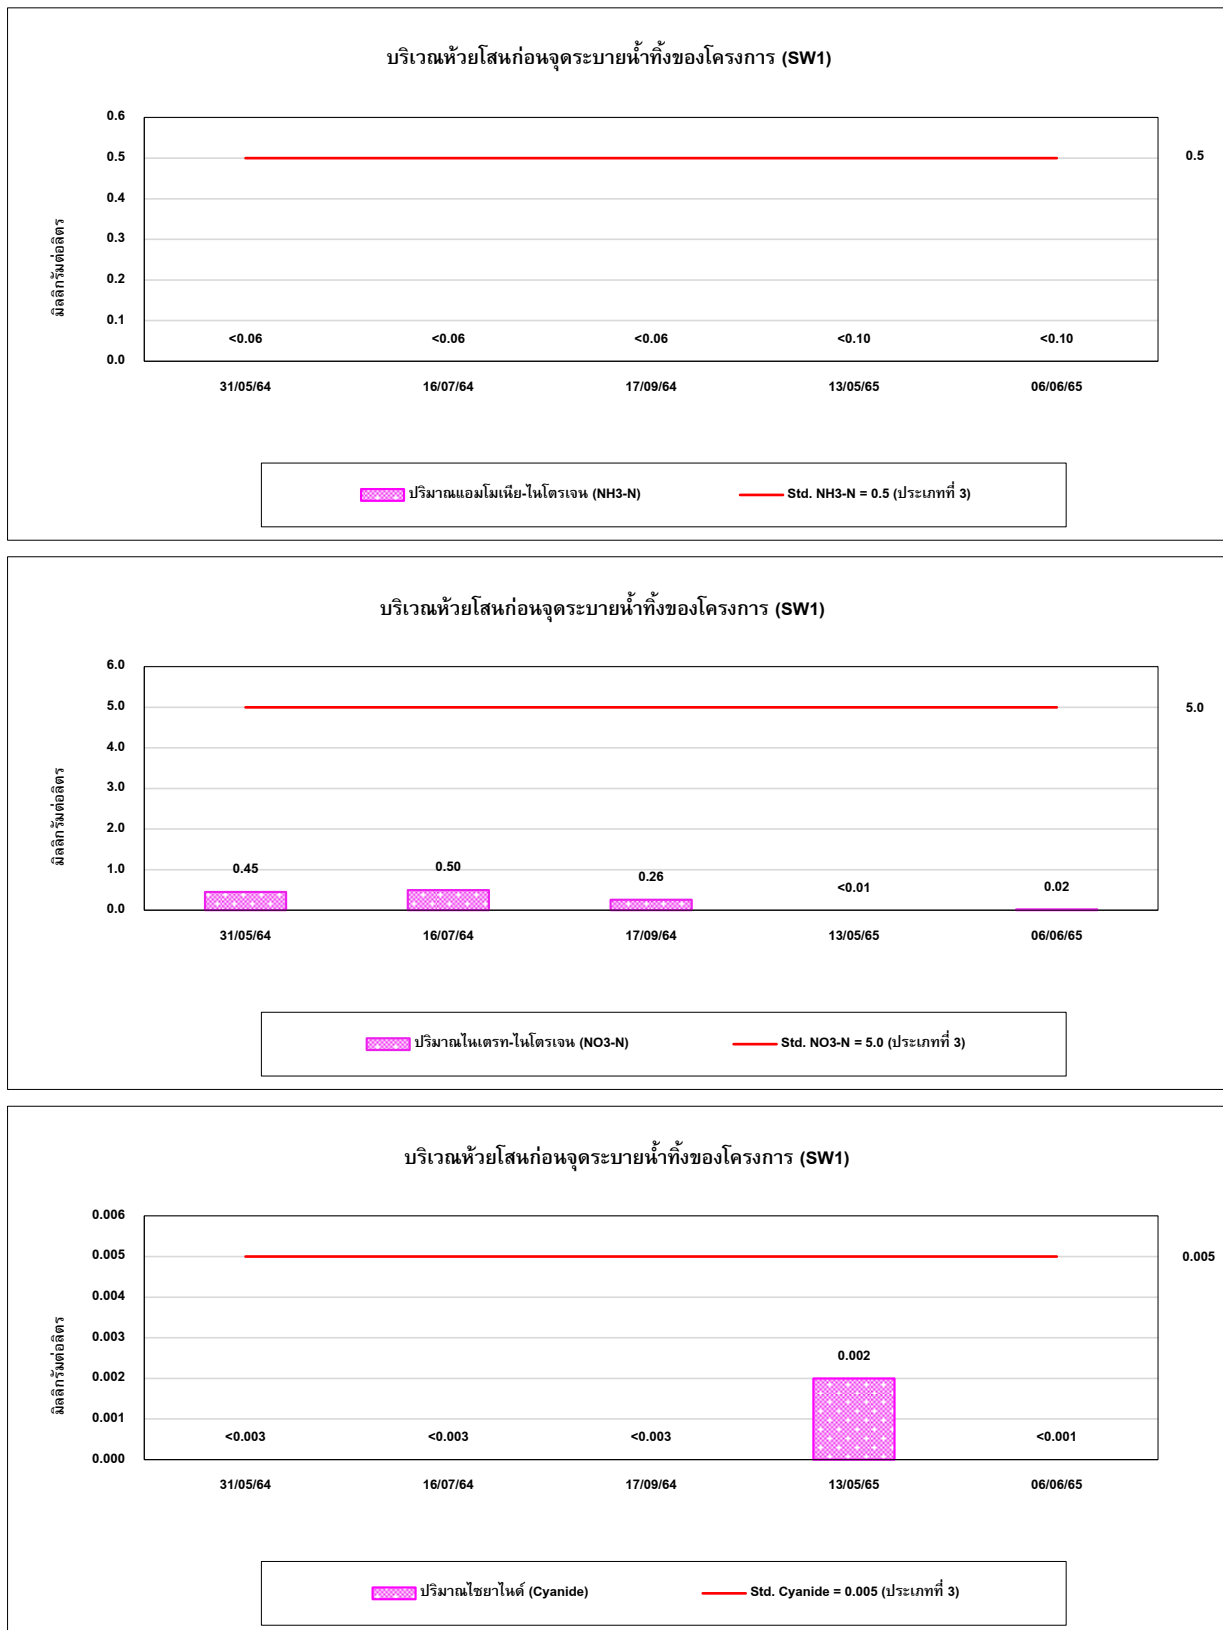 บริเวณห้วยโสนก่อนจุดระบายน้ำทิ้งของโครงการ (SW1)
มิลลิกรัมต่อลิตร
0.6
0.5
0.5
0.4
0.3
0.2
0.1
0.0
<0.06 <0.06 <0.06 <0.10 <0.10
31/05/64 16/07/64 17/09/64 13/05/65 06/06/65
ปริมาณแอมโมเนีย-ไนโตรเจน (NH3-N) Std. NH3-N = 0.5 (ประเภทที่ 3)
บริเวณห้วยโสนก่อนจุดระบายน้ำทิ้งของโครงการ (SW1)
มิลลิกรัมต่อลิตร
6.0
5.0
5.0
4.0
3.0
2.0
1.0
0.0
0.45 0.50 0.26 <0.01 0.02
31/05/64 16/07/64 17/09/64 13/05/65 06/06/65
ปริมาณไนเตรท-ไนโตรเจน (NO3-N) Std. NO3-N = 5.0 (ประเภทที่ 3)
บริเวณห้วยโสนก่อนจุดระบายน้ำทิ้งของโครงการ (SW1)
มิลลิกรัมต่อลิตร
0.006
0.005
0.005
0.004
0.003
0.002
0.001
0.000
<0.003 <0.003 <0.003 0.002 <0.001
31/05/64 16/07/64 17/09/64 13/05/65 06/06/65
ปริมาณไซยาไนด์ (Cyanide) Std. Cyanide = 0.005 (ประเภทที่ 3)